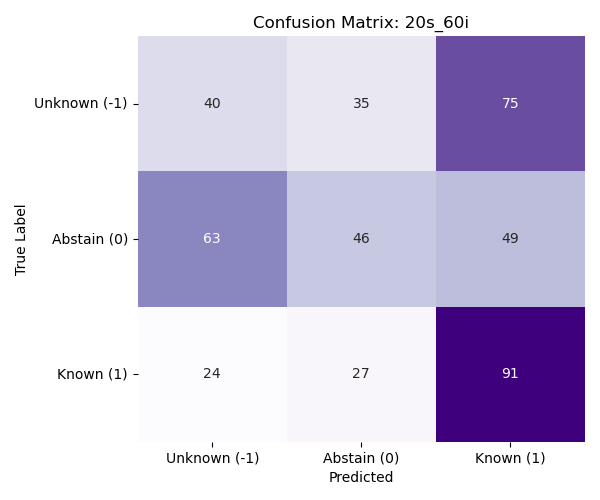 Confusion Matrix: 20s_60i
True Label
Unknown (-1) 40 35 75
Abstain (0) 63 46 49
Known (1) 24 27 91
Unknown (-1) Abstain (0) Known (1)
Predicted